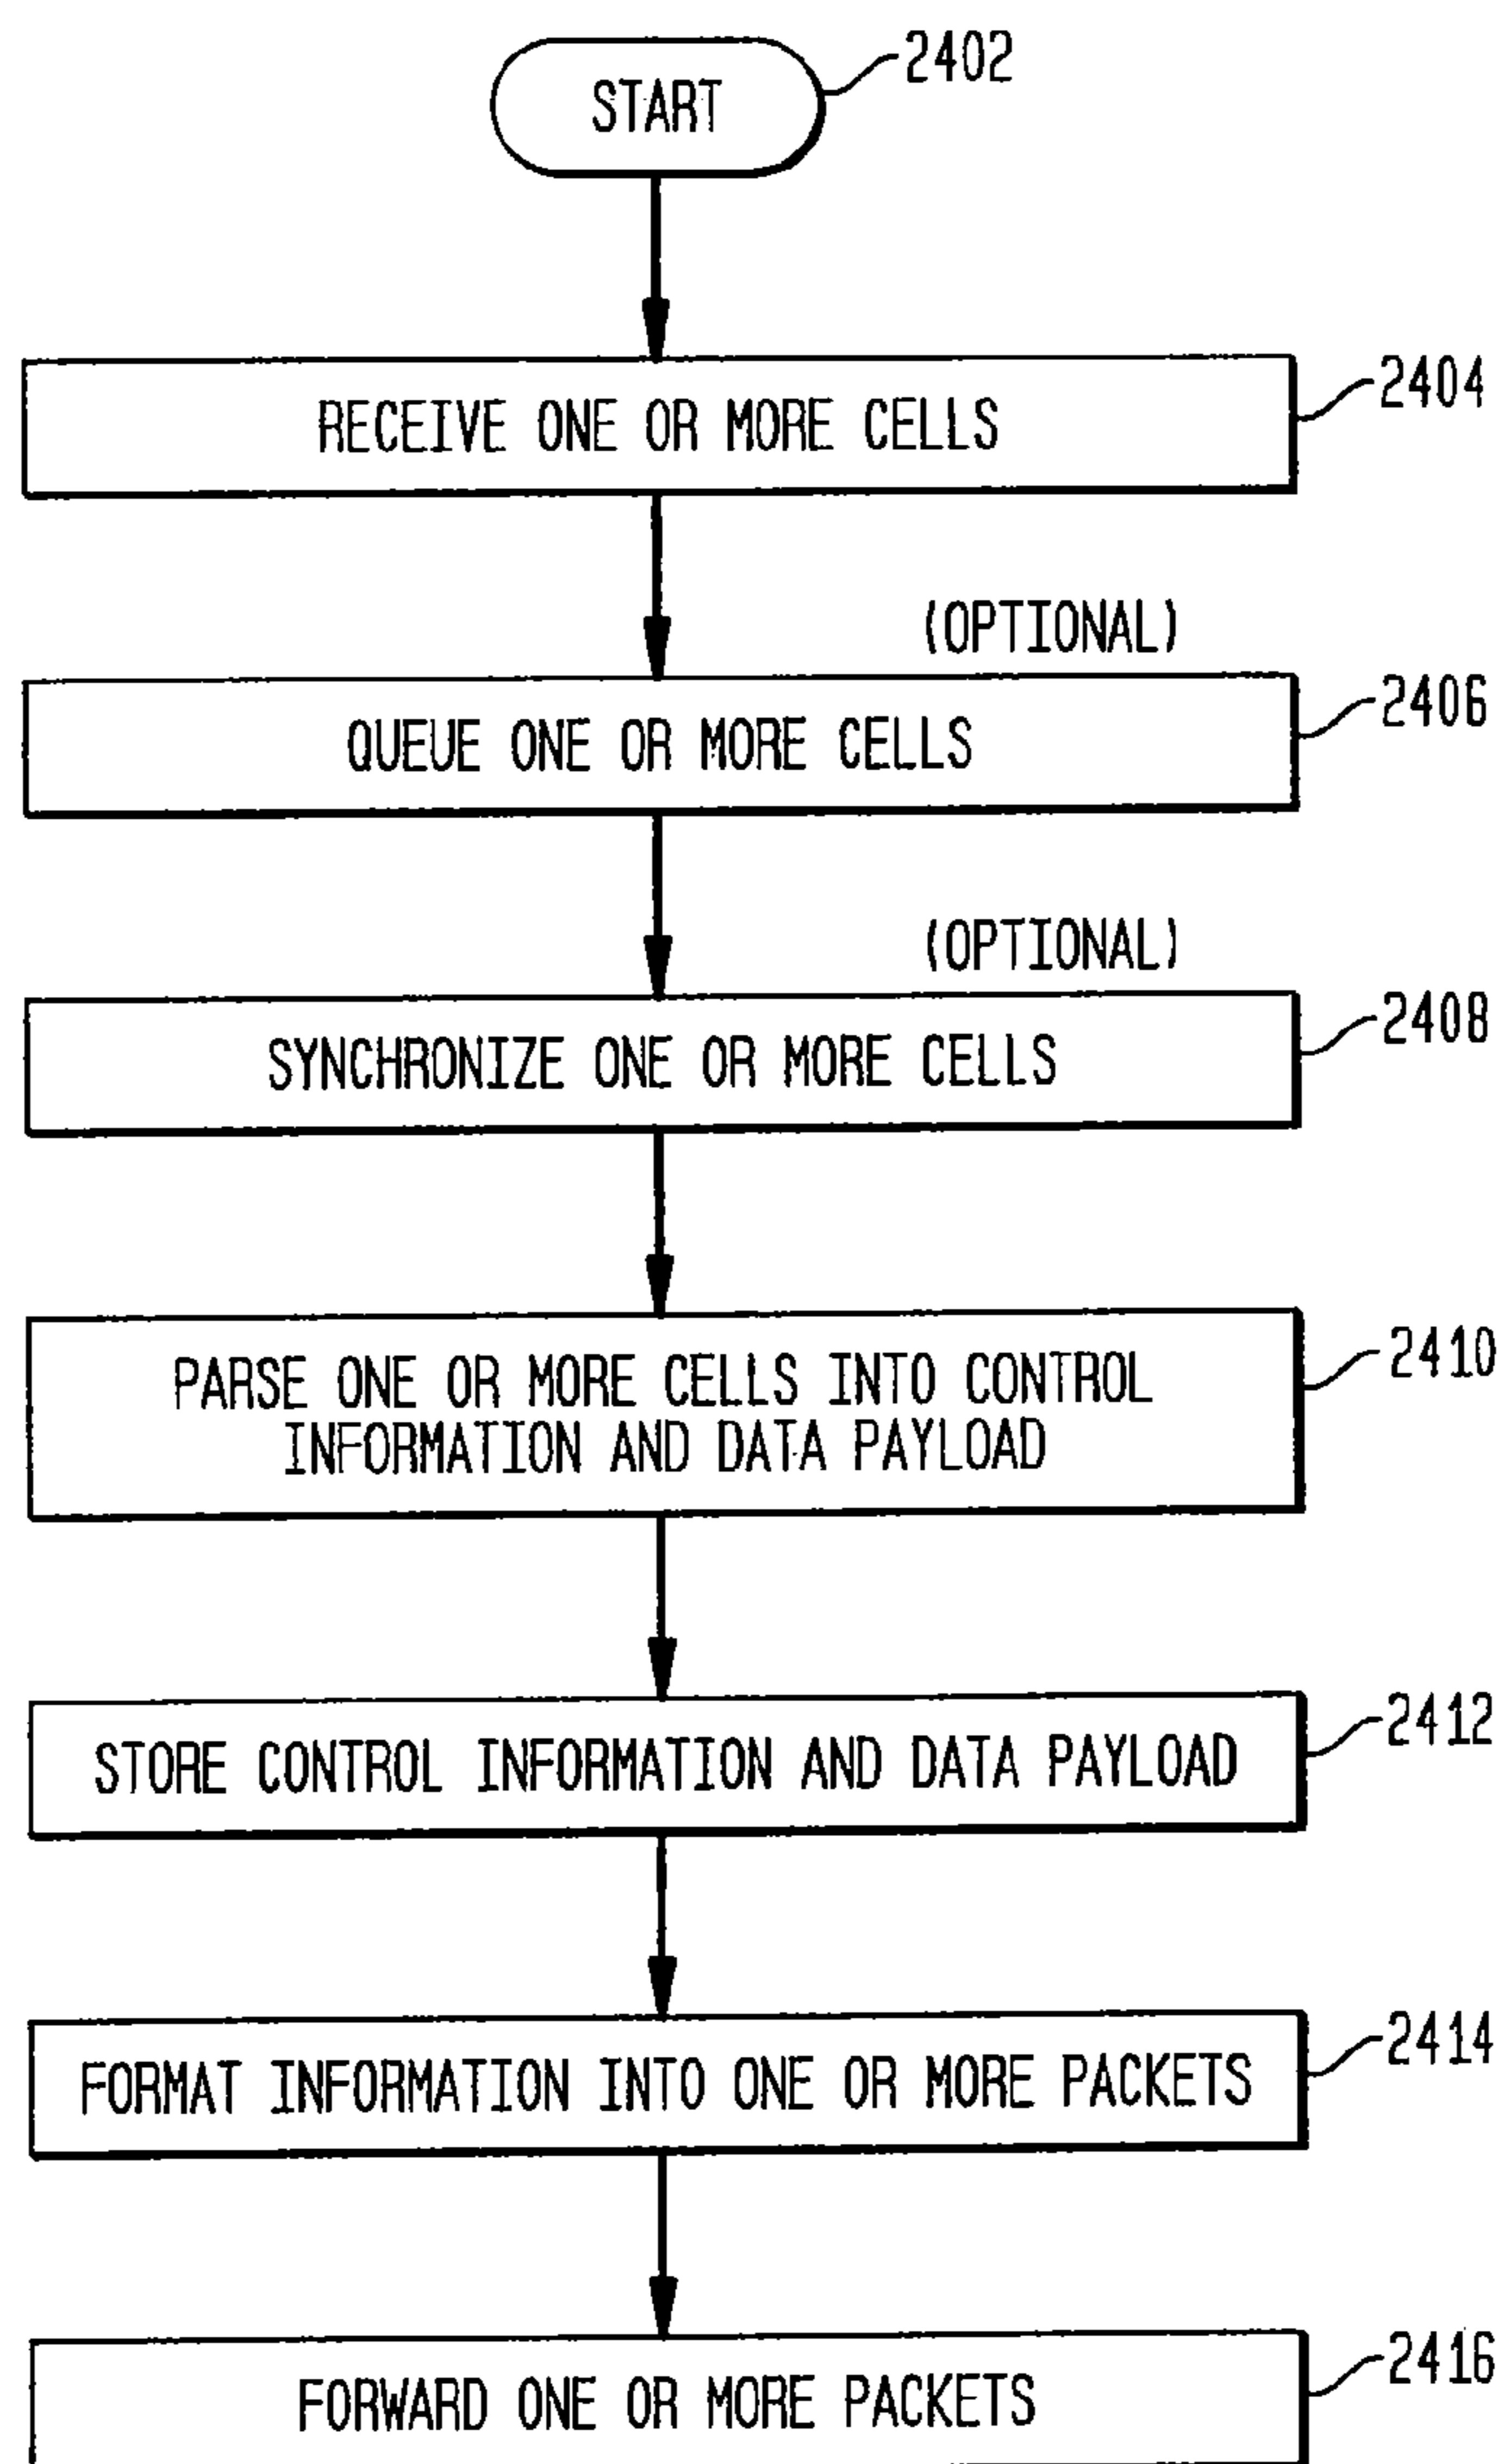 START
2402
RECEIVE ONE OR MORE CELLS
2404
(OPTIONAL)
QUEUE ONE OR MORE CELLS
2406
(OPTIONAL)
SYNCHRONIZE ONE OR MORE CELLS
2408
PARSE ONE OR MORE CELLS INTO CONTROL
INFORMATION AND DATA PAYLOAD
2410
STORE CONTROL INFORMATION AND DATA PAYLOAD
2412
FORMAT INFORMATION INTO ONE OR MORE PACKETS
2414
FORWARD ONE OR MORE PACKETS
2416